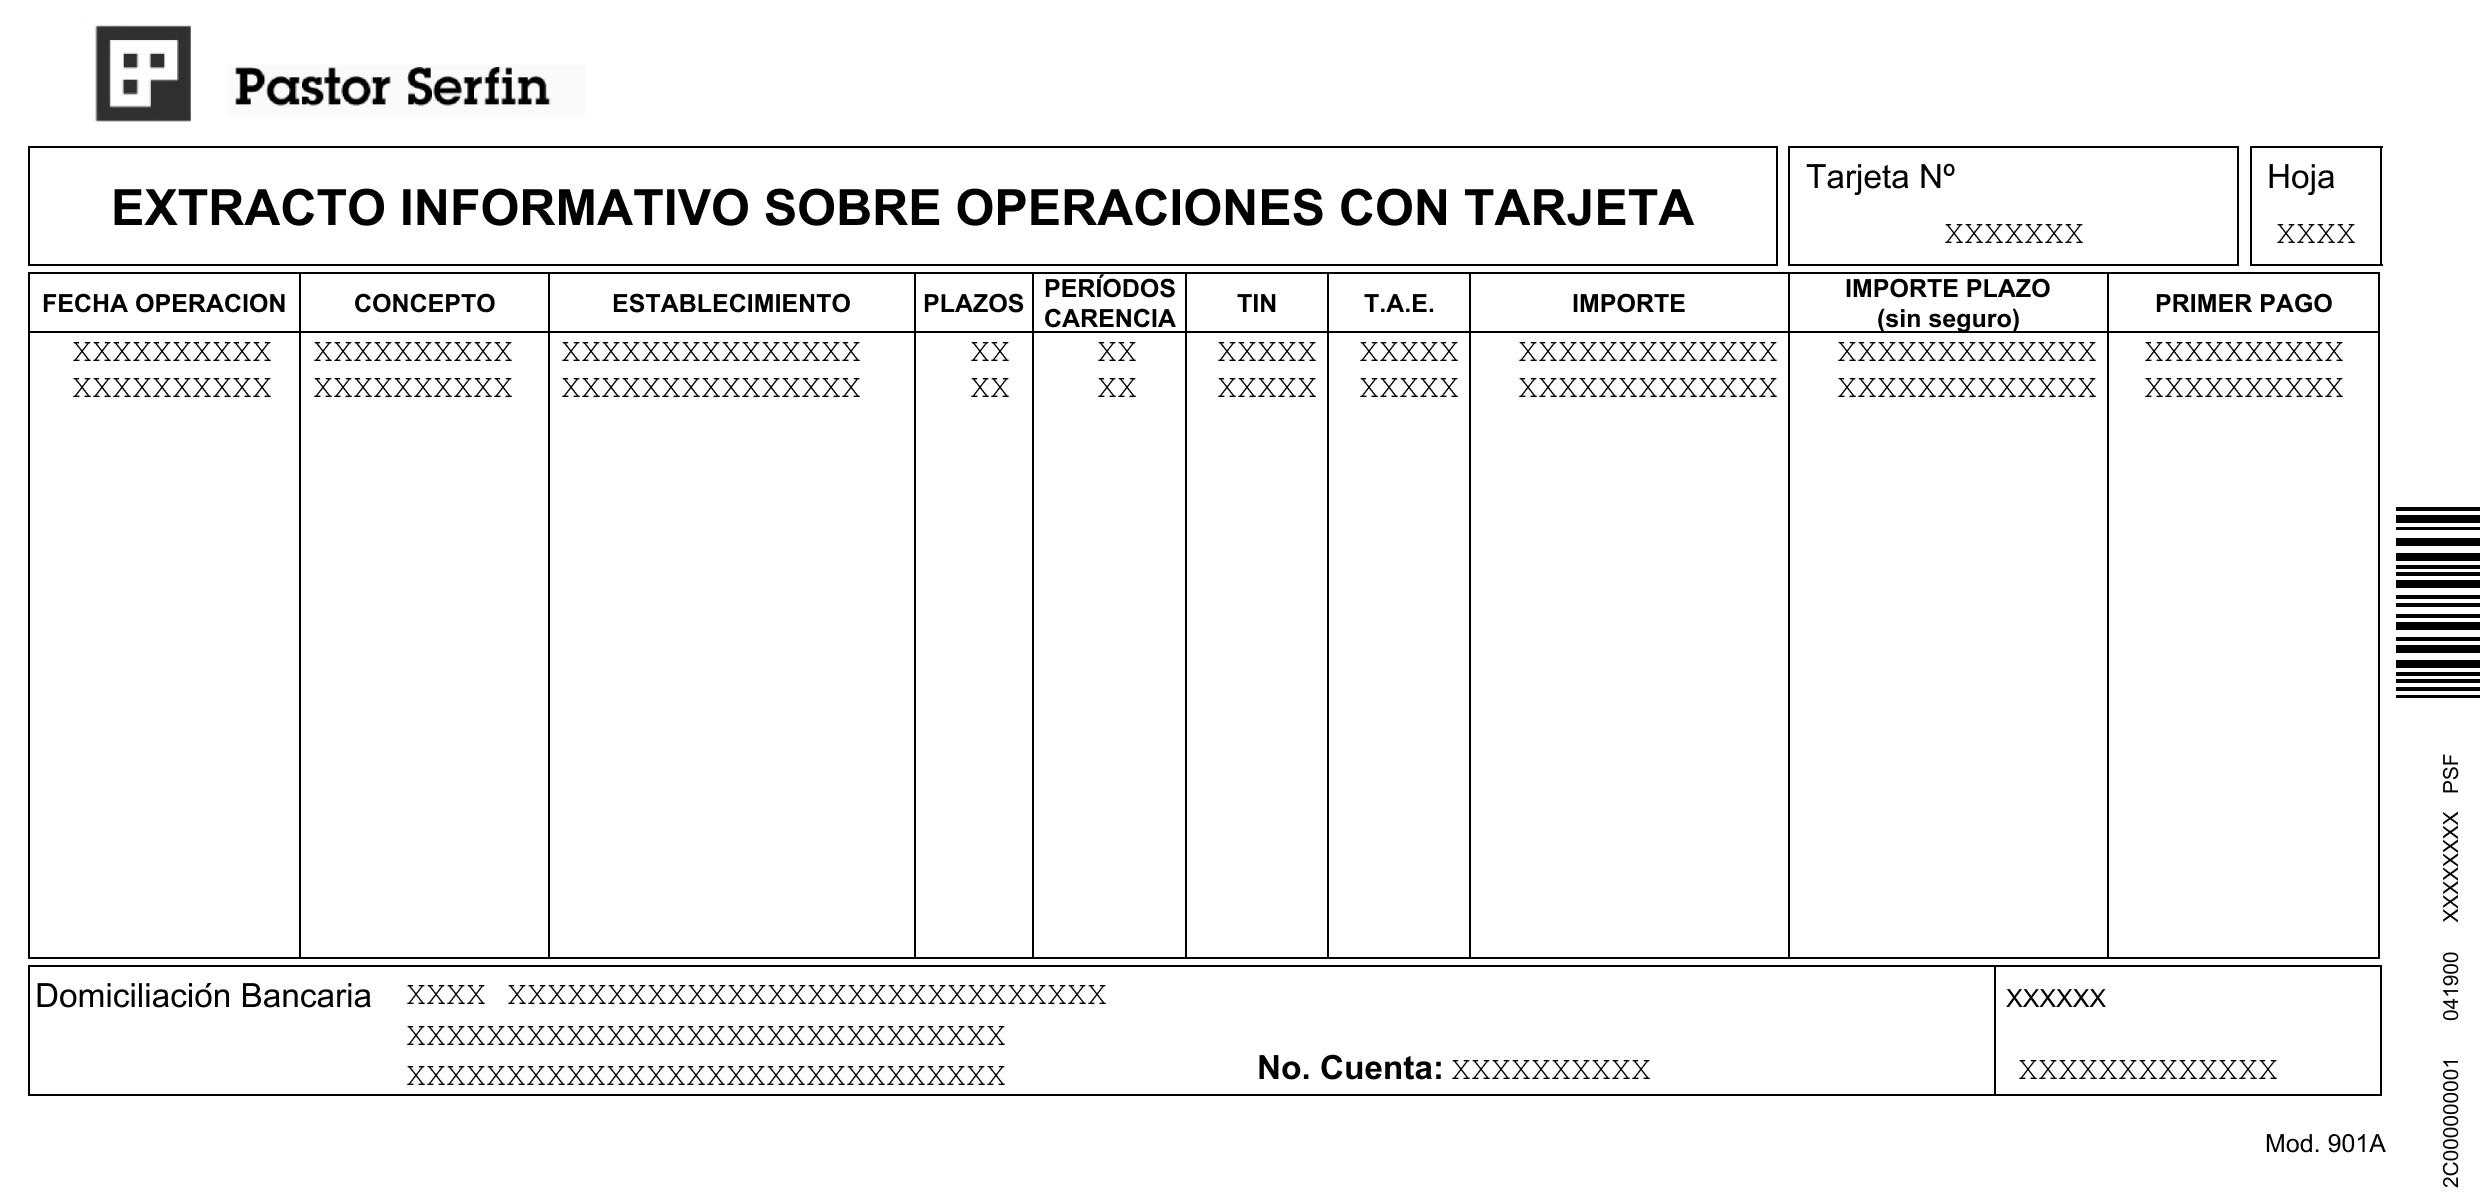 Pastor Serfin
EXTRACTO INFORMATIVO SOBRE OPERACIONES CON TARJETA
Tarjeta Nº
XXXXXXX
Hoja
XXXX
FECHA OPERACION CONCEPTO ESTABLECIMIENTO PLAZOS PERÍODOS CARENCIA TIN T.A.E. IMPORTE IMPORTE PLAZO (sin seguro) PRIMER PAGO
XXXXXXXXXX XXXXXXXXXX XXXXXXXXXXXXXXX XX XX XXXXX XXXXX XXXXXXXXXXXXX XXXXXXXXXXXXX XXXXXXXXXX
XXXXXXXXXX XXXXXXXXXX XXXXXXXXXXXXXXX XX XX XXXXX XXXXX XXXXXXXXXXXXX XXXXXXXXXXXXX XXXXXXXXXX
Domiciliación Bancaria XXXX XXXXXXXXXXXXXXXXXXXXXXXXXXXXXX
XXXXXXXXXXXXXXXXXXXXXXXXXXXXXX
XXXXXXXXXXXXXXXXXXXXXXXXXXXXXX
No. Cuenta: XXXXXXXXXX
XXXXXX
XXXXXXXXXXXXX
Mod. 901A
2C00000001 041900 XXXXXXXX PSF